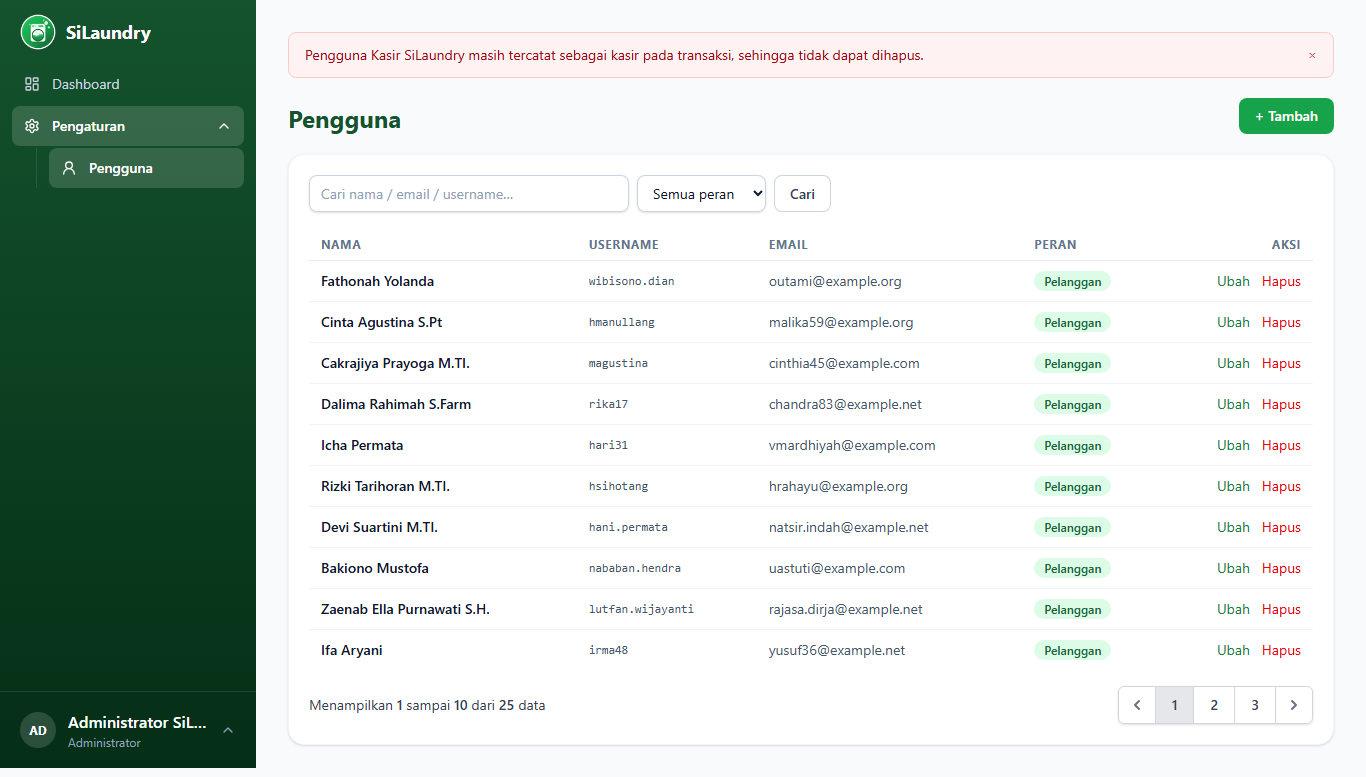 SiLaundry
Dashboard
Pengaturan
Pengguna
Administrator SiL...
AD
Administrator
Pengguna Kasir SiLaundry masih tercatat sebagai kasir pada transaksi, sehingga tidak dapat dihapus. ×
Pengguna
+ Tambah
Cari nama / email / username... Semua peran Cari
NAMA USERNAME EMAIL PERAN AKSI
Fathonah Yolanda wibisono.dian outami@example.org Pelanggan Ubah Hapus
Cinta Agustina S.Pt hmanullang malika59@example.org Pelanggan Ubah Hapus
Cakrajiya Prayoga M.TI. magustina cinthia45@example.com Pelanggan Ubah Hapus
Dalima Rahimah S.Farm rika17 chandra83@example.net Pelanggan Ubah Hapus
Icha Permata hari31 vmardhiyah@example.com Pelanggan Ubah Hapus
Rizki Tarihoran M.TI. hsihotang hrahayu@example.org Pelanggan Ubah Hapus
Devi Suartini M.TI. hani.permata natsir.indah@example.net Pelanggan Ubah Hapus
Bakiono Mustofa nababan.hendra uastuti@example.com Pelanggan Ubah Hapus
Zaenab Ella Purnawati S.H. lutfan.wijayanti rajasa.dirja@example.net Pelanggan Ubah Hapus
Ifa Aryani irma48 yusuf36@example.net Pelanggan Ubah Hapus
Menampilkan 1 sampai 10 dari 25 data
1 2 3